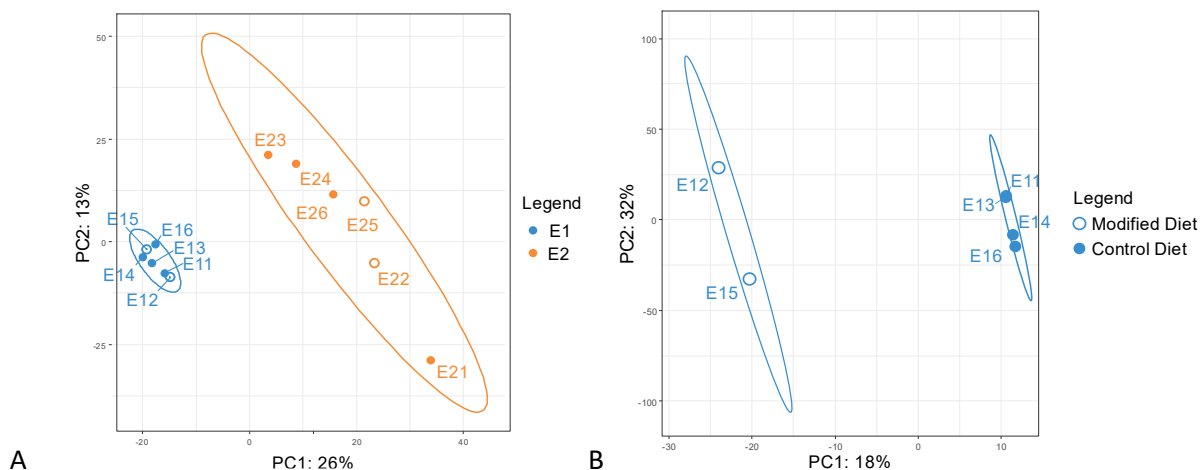 50
25
0
-25
PC2: 13%
-20
0
20
40
PC1: 26%
E23
E24
E26
E25
E22
E21
E15
E16
E13
E14
E11
E12
Legend
E1
E2
A
100
50
0
-50
-100
PC2: 32%
-30
-20
-10
0
10
PC1: 18%
E12
E15
E11
E13
E14
E16
Legend
Modified Diet
Control Diet
B